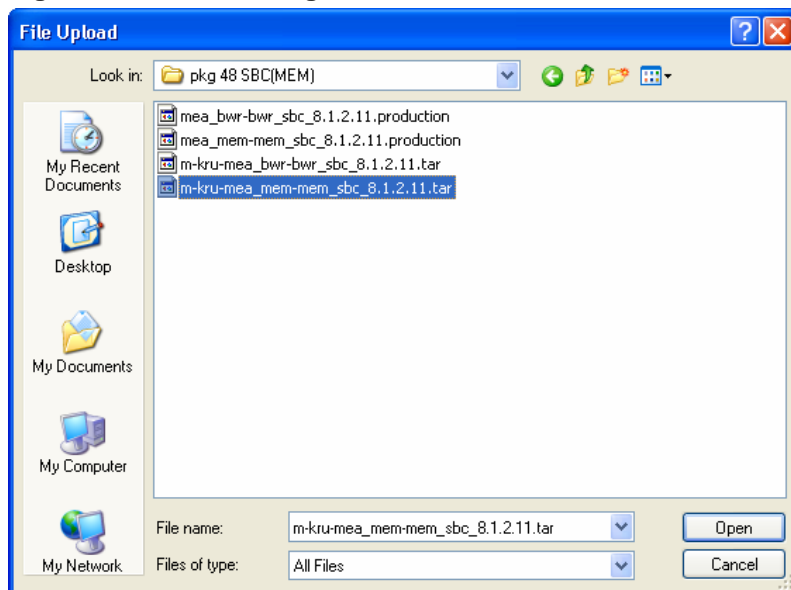 File Upload
Look in:
pkg 48 SBC(MEM)
mea_bwr-bwr_sbc_8.1.2.11.production
mea_mem-mem_sbc_8.1.2.11.production
m-kru-mea_bwr-bwr_sbc_8.1.2.11.tar
m-kru-mea_mem-mem_sbc_8.1.2.11.tar
My Recent
Documents
Desktop
My Documents
My Computer
My Network
File name:
m-kru-mea_mem-mem_sbc_8.1.2.11.tar
Open
Files of type:
All Files
Cancel